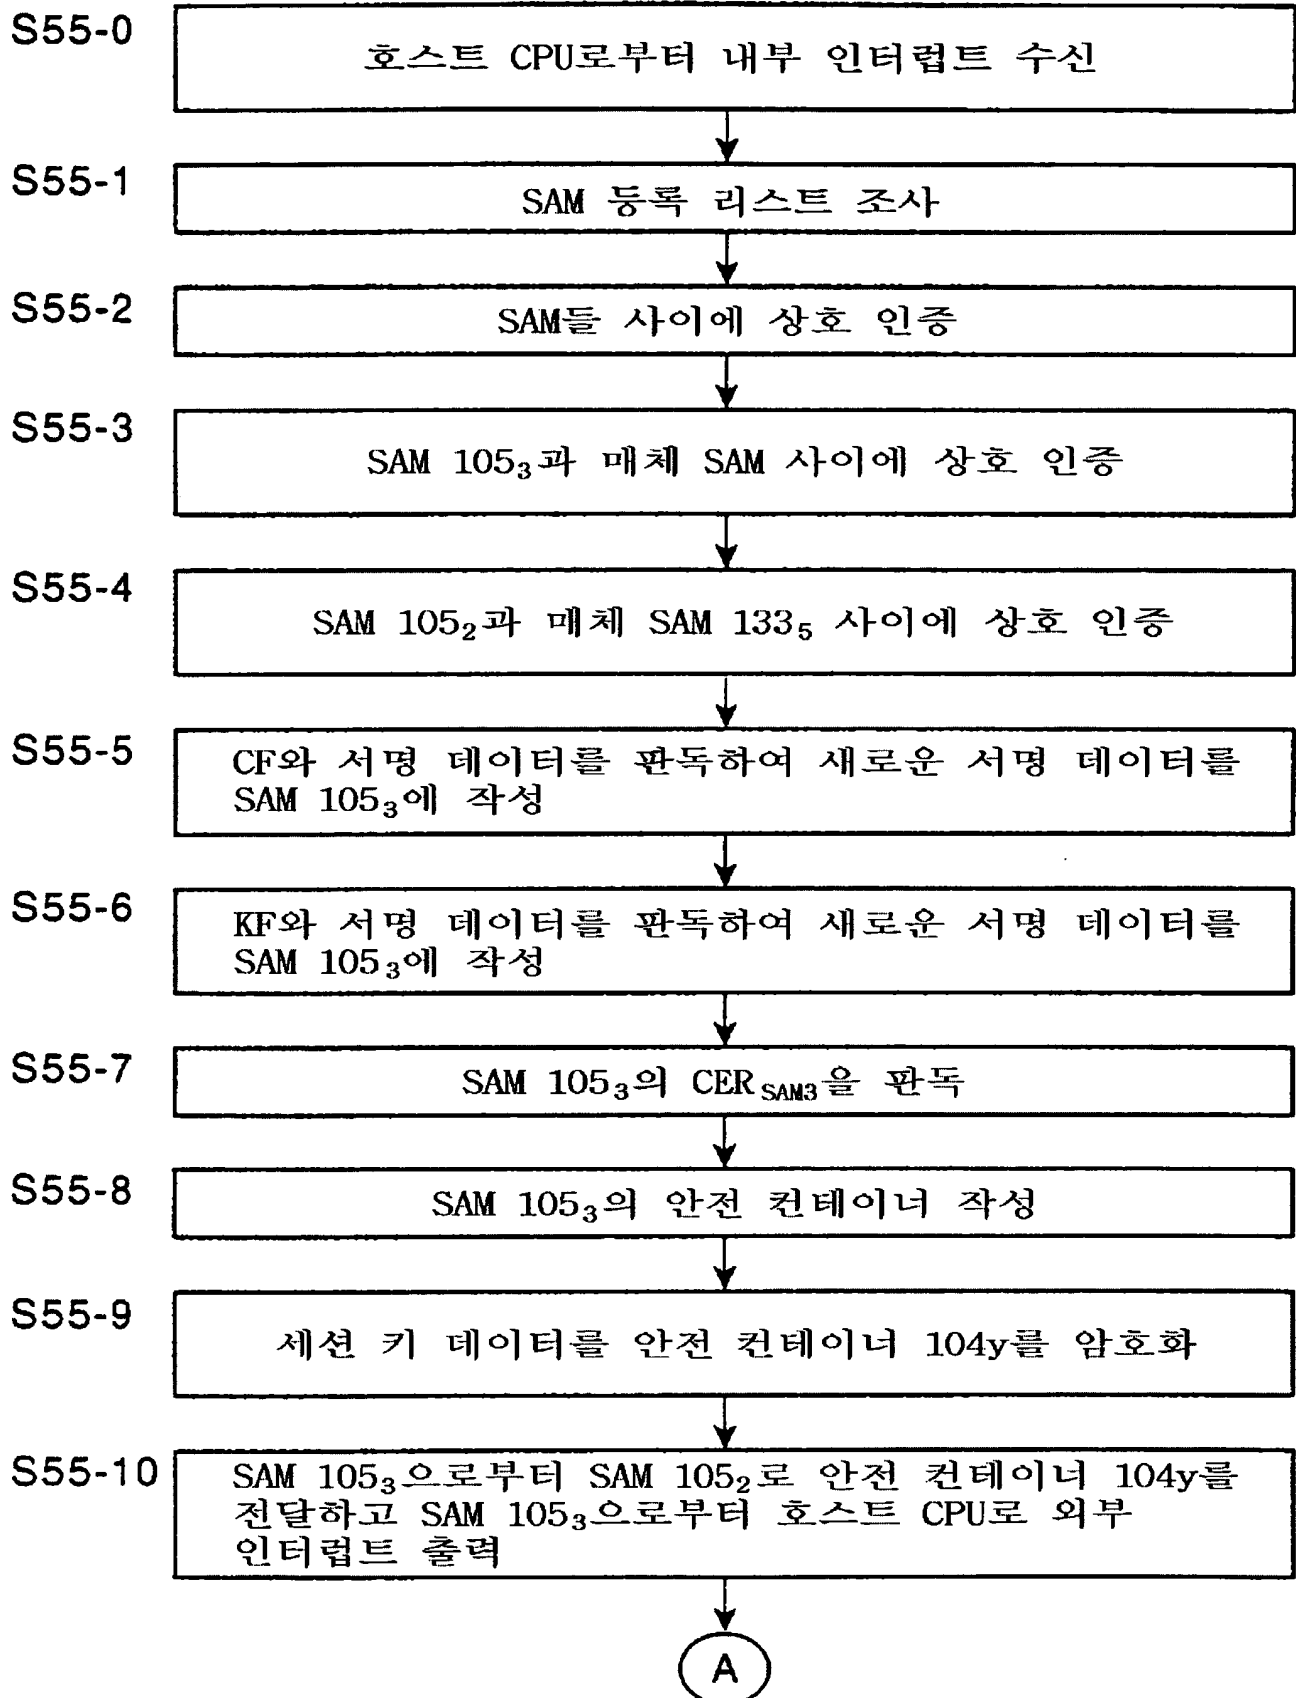 S55-0
호스트 CPU로부터 내부 인터럽트 수신
S55-1
SAM 등록 리스트 조사
S55-2
SAM들 사이에 상호 인증
S55-3
SAM 105₃과 매체 SAM 사이에 상호 인증
S55-4
SAM 105₂과 매체 SAM 133₅ 사이에 상호 인증
S55-5
CF와 서명 데이터를 판독하여 새로운 서명 데이터를
SAM 105₃에 작성
S55-6
KF와 서명 데이터를 판독하여 새로운 서명 데이터를
SAM 105₃에 작성
S55-7
SAM 105₃의 CER SAM3을 판독
S55-8
SAM 105₃의 안전 컨테이너 작성
S55-9
세션 키 데이터를 안전 컨테이너 104y를 암호화
S55-10
SAM 105₃으로부터 SAM 105₂로 안전 컨테이너 104y를
전달하고 SAM 105₃으로부터 호스트 CPU로 외부
인터럽트 출력
A